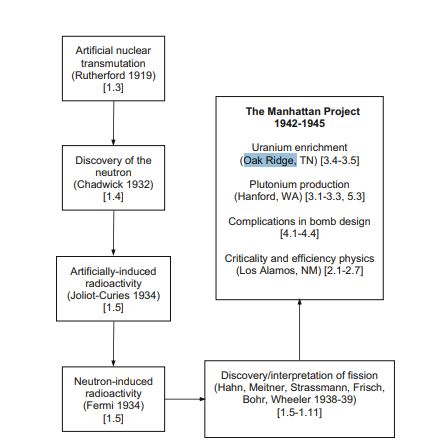 Artificial nuclear
transmutation
(Rutherford 1919)
[1.3]
Discovery of the
neutron
(Chadwick 1932)
[1.4]
Artificially-induced
radioactivity
(Joliot-Curies 1934)
[1.5]
Neutron-induced
radioactivity
(Fermi 1934)
[1.5]
Discovery/interpretation of fission
(Hahn, Meitner, Strassmann, Frisch,
Bohr, Wheeler 1938-39)
[1.5-1.11]
The Manhattan Project
1942-1945
Uranium enrichment
(Oak Ridge, TN) [3.4-3.5]
Plutonium production
(Hanford, WA) [3.1-3.3, 5.3]
Complications in bomb design
[4.1-4.4]
Criticality and efficiency physics
(Los Alamos, NM) [2.1-2.7]